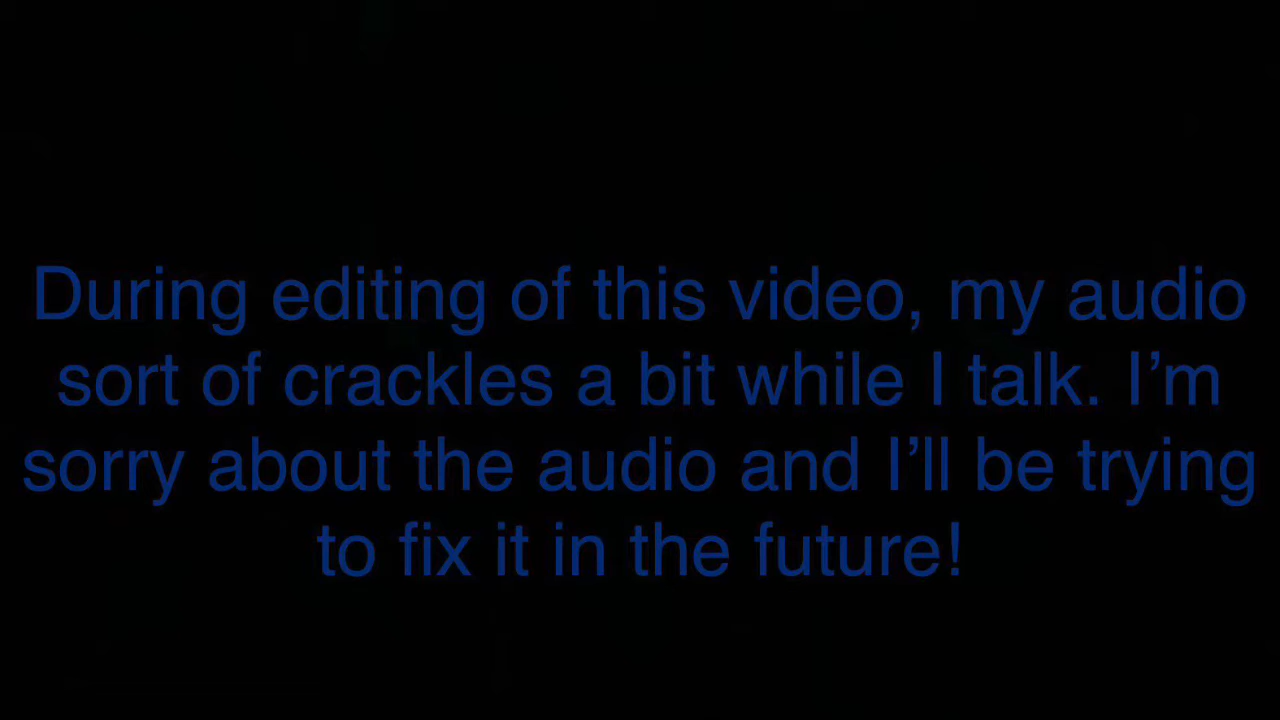 During editing of this video, my audio
sort of crackles a bit while I talk. I’m
sorry about the audio and I’ll be trying
to fix it in the future!